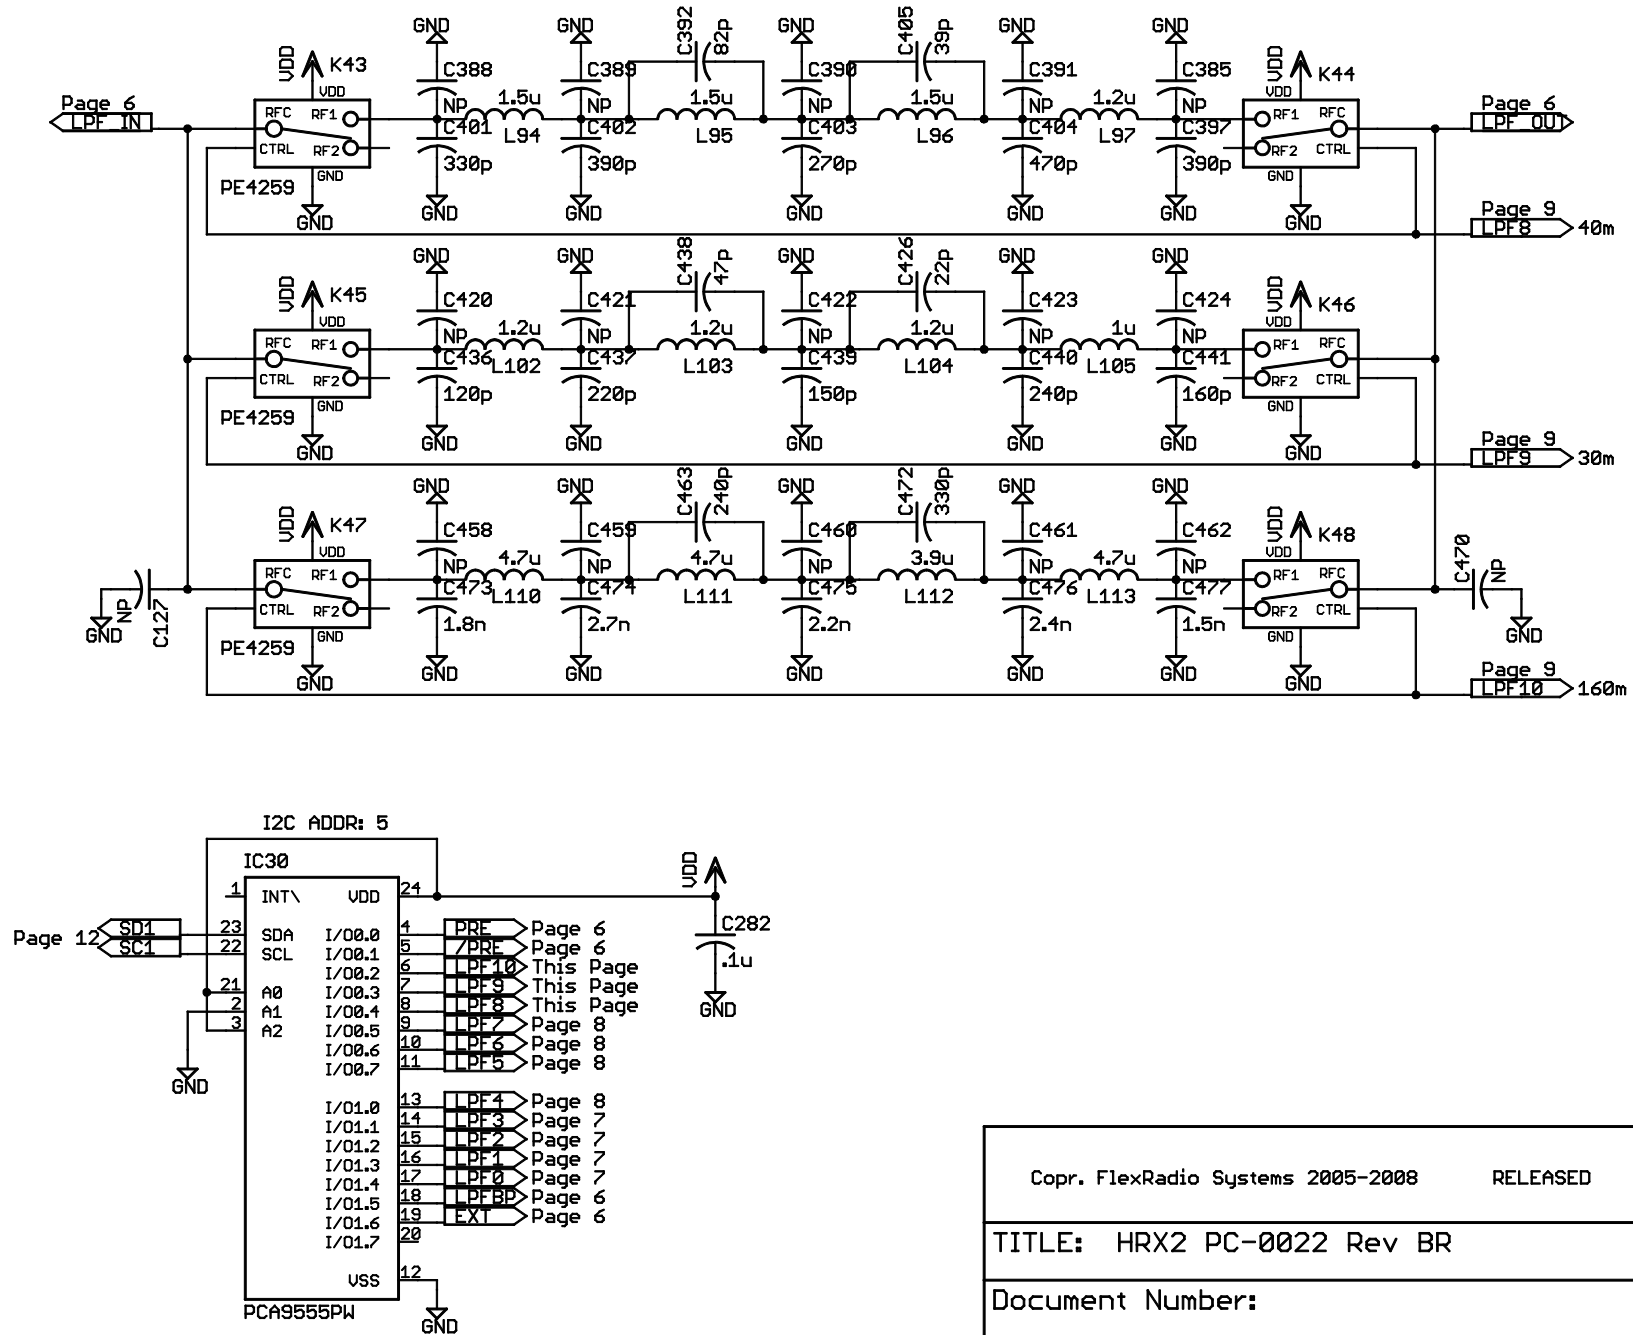 GND GND C392 82p GND C405 39p GND GND
VDD K43 C388 C389 C390 C391 C385 VDD K44
VDD NP 1.5u NP 1.5u NP 1.5u NP 1.2u NP VDD
Page 6 LPF_IN RFC RF1 CTRL RF2 GND PE4259
C401 L94 C402 L95 C403 L96 C404 L97 C397
330p 390p 270p 470p 390p
RF1 RFC RF2 CTRL GND Page 6 LPF_OUT
GND GND GND GND GND GND GND
Page 9
LPF8 40m
GND GND C438 47p GND C426 22p GND GND
VDD K45 C420 C421 C422 C423 C424 VDD K46
VDD NP 1.2u NP 1.2u NP 1.2u NP 1u NP VDD
RFC RF1 CTRL RF2 GND PE4259
C436 L102 C437 L103 C439 L104 C440 L105 C441
120p 220p 150p 240p 160p
RF1 RFC RF2 CTRL GND
GND GND GND GND GND GND GND
Page 9
LPF9 30m
GND GND C463 240p GND C472 330p GND GND
VDD K47 C458 C459 C460 C461 C462 VDD K48
VDD NP 4.7u NP 4.7u NP 3.9u NP 4.7u NP VDD
GND NP C127 RFC RF1 CTRL RF2 GND PE4259
C473 L110 C474 L111 C475 L112 C476 L113 C477
1.8n 2.7n 2.2n 2.4n 1.5n
RF1 RFC RF2 CTRL GND C470 NP GND
GND GND GND GND GND GND GND
Page 9
LPF10 160m
I2C ADDR: 5
IC30
VDD
1 INT\ VDD 24
C282
.1u
GND
Page 12 SD1 23 SDA I/O0.0 4 PRE Page 6
SC1 22 SCL I/O0.1 5 /PRE Page 6
I/O0.2 6 LPF10 This Page
21 A0 I/O0.3 7 LPF9 This Page
2 A1 I/O0.4 8 LPF8 This Page
3 A2 I/O0.5 9 LPF7 Page 8
I/O0.6 10 LPF6 Page 8
GND I/O0.7 11 LPF5 Page 8
I/O1.0 13 LPF4 Page 8
I/O1.1 14 LPF3 Page 7
I/O1.2 15 LPF2 Page 7
I/O1.3 16 LPF1 Page 7
I/O1.4 17 LPF0 Page 7
I/O1.5 18 LPFBP Page 6
I/O1.6 19 EXT Page 6
I/O1.7 20
VSS 12
PCA9555PW
GND
Copr. FlexRadio Systems 2005-2008 RELEASED
TITLE: HRX2 PC-0022 Rev BR
Document Number: